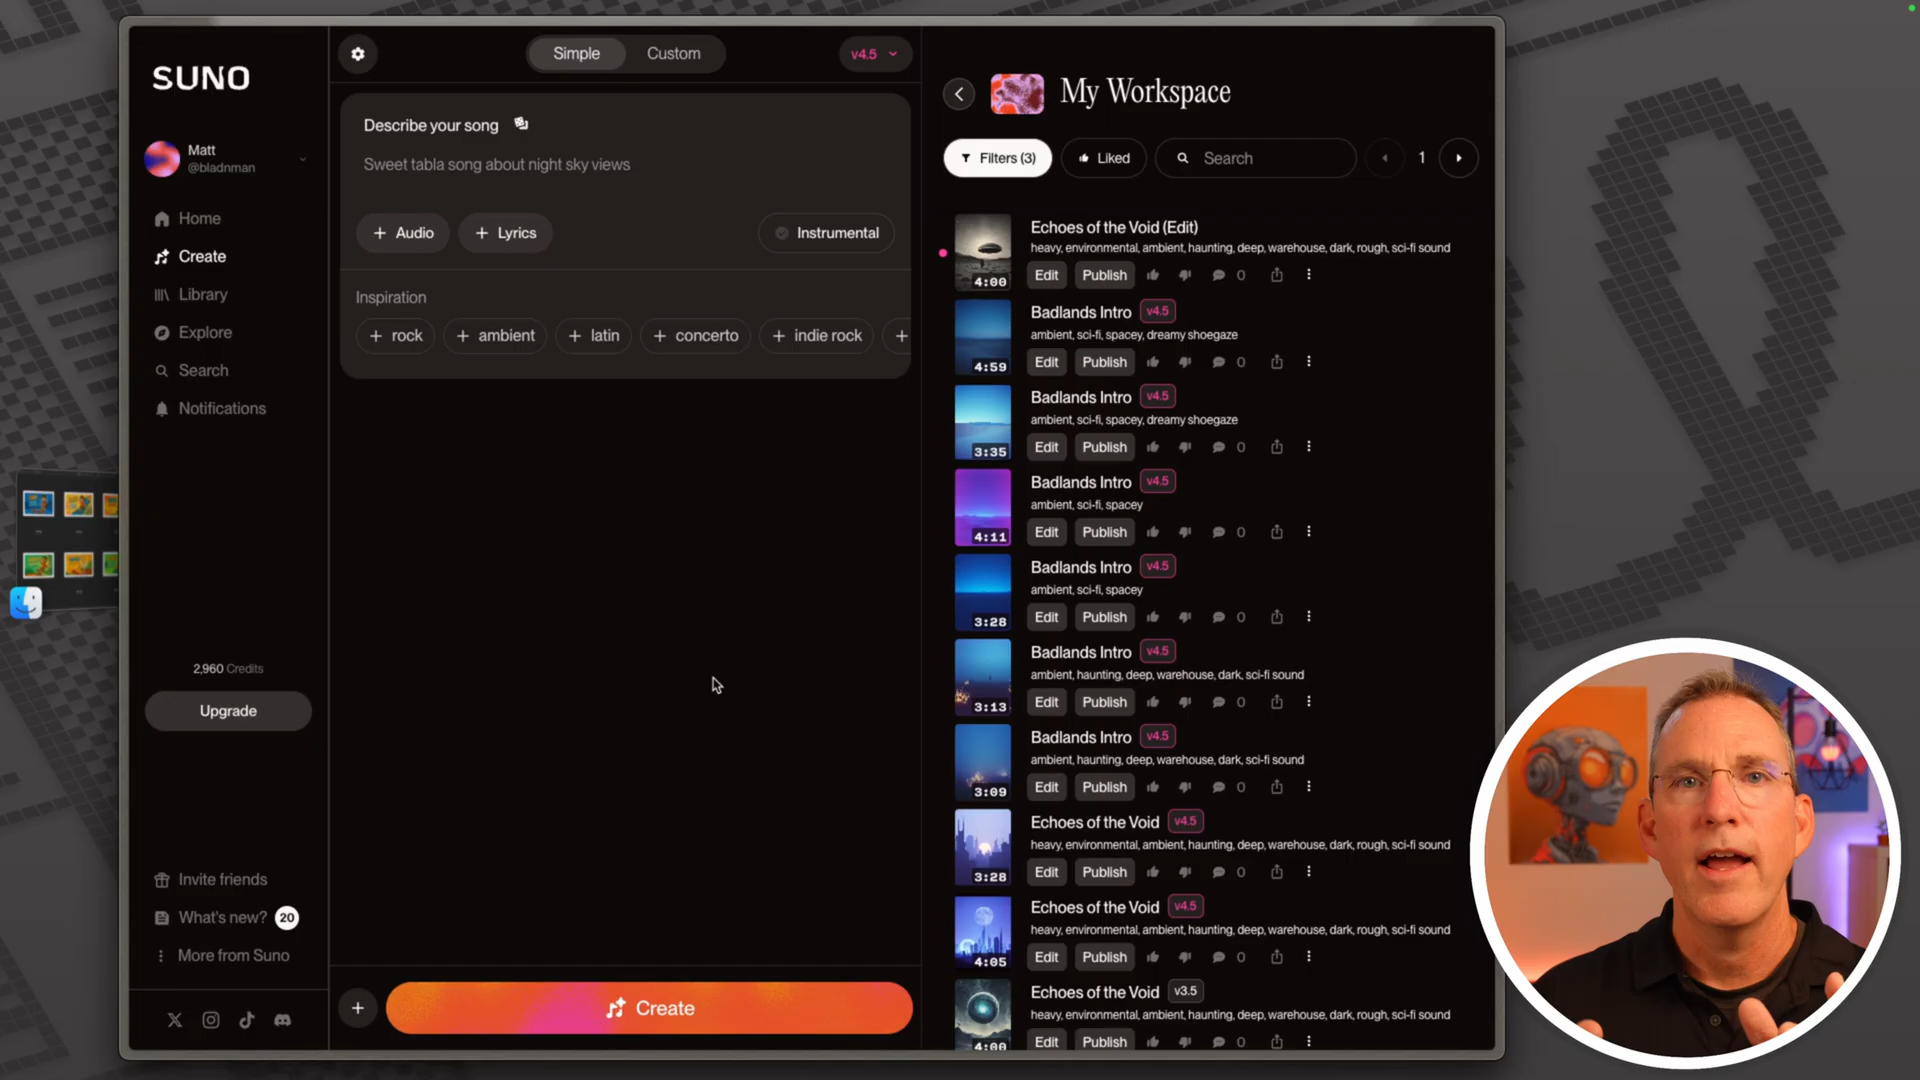 SUNO
Matt
@bladnman
Home
Create
Library
Explore
Search
Notifications
2,960 Credits
Upgrade
Invite friends
What's new? 20
More from Suno
Simple
Custom
v4.5
Describe your song
Sweet tabla song about night sky views
Audio
Lyrics
Instrumental
Inspiration
rock
ambient
latin
concerto
indie rock
Create
My Workspace
Filters (3)
Liked
Search
1
Echoes of the Void (Edit)
heavy, environmental, ambient, haunting, deep, warehouse, dark, rough, sci-fi sound
4:00
Edit Publish 0
Badlands Intro v4.5
ambient, sci-fi, spacey, dreamy shoegaze
4:59
Edit Publish 0
Badlands Intro v4.5
ambient, sci-fi, spacey, dreamy shoegaze
3:35
Edit Publish 0
Badlands Intro v4.5
ambient, sci-fi, spacey
4:11
Edit Publish 0
Badlands Intro v4.5
ambient, sci-fi, spacey
3:28
Edit Publish 0
Badlands Intro v4.5
ambient, haunting, deep, warehouse, dark, sci-fi sound
3:13
Edit Publish 0
Badlands Intro v4.5
ambient, haunting, deep, warehouse, dark, sci-fi sound
3:09
Edit Publish 0
Echoes of the Void v4.5
heavy, environmental, ambient, haunting, deep, warehouse, dark, rough, sci-fi sound
3:28
Edit Publish 0
Echoes of the Void v4.5
heavy, environmental, ambient, haunting, deep, warehouse, dark, rough, sci-fi sound
4:05
Edit Publish 0
Echoes of the Void v3.5
heavy, environmental, ambient, haunting, deep, warehouse, dark, rough, sci-fi sound
4:00
Edit Publish 0